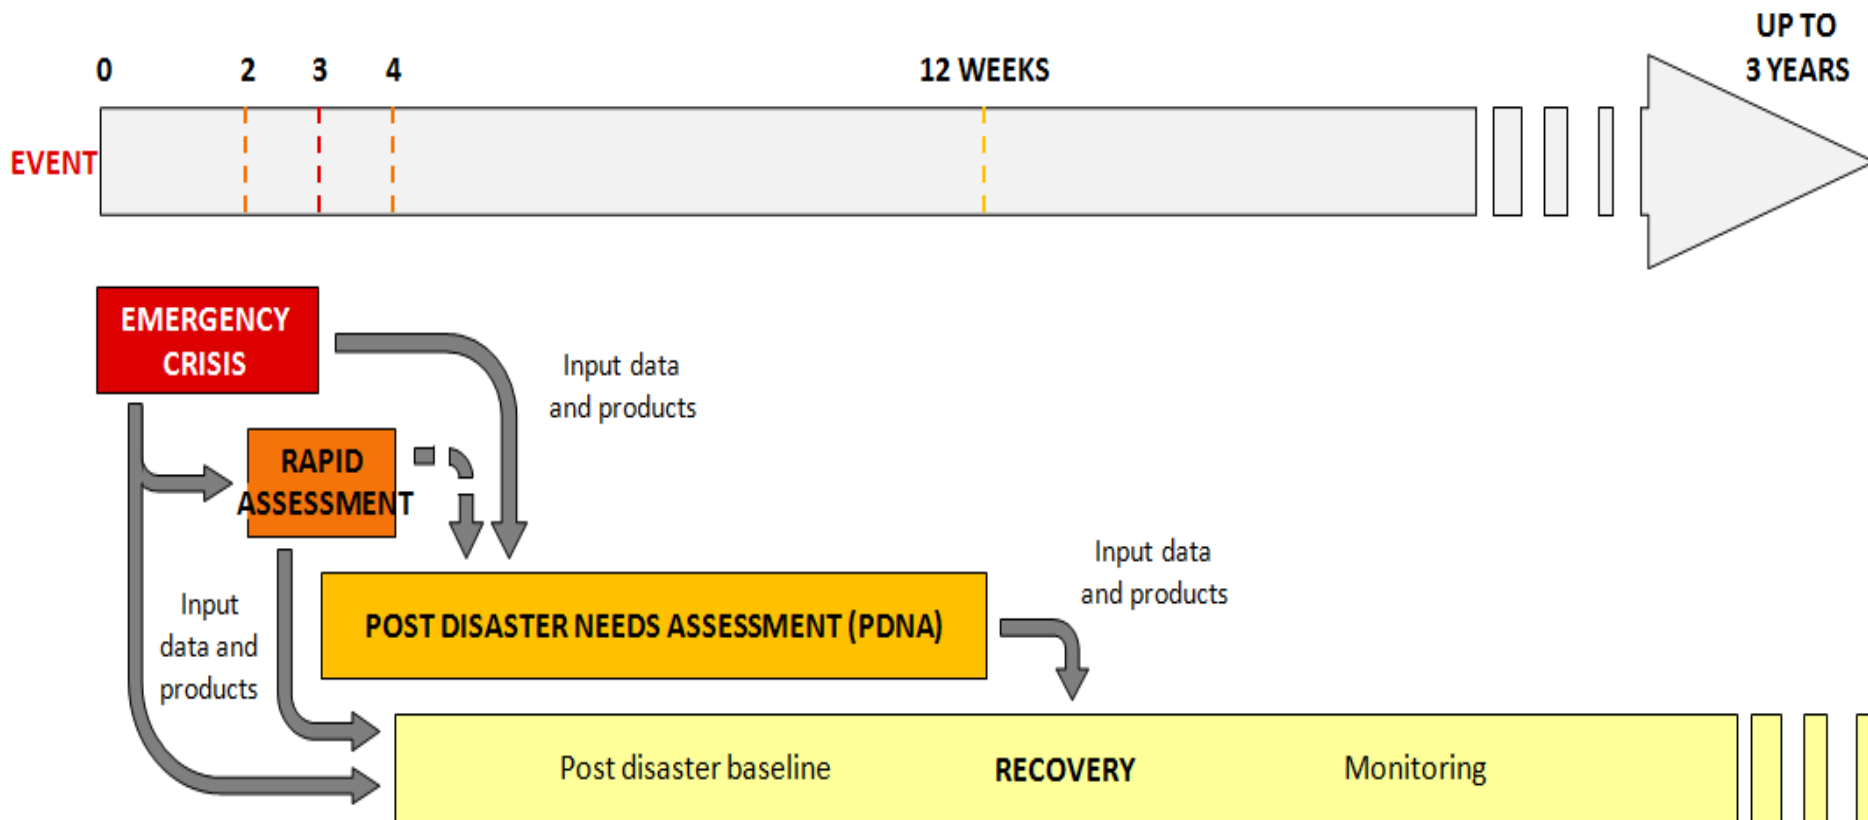 UP TO
3 YEARS
0 2 3 4 12 WEEKS
EVENT
EMERGENCY
CRISIS
Input data
and products
RAPID
ASSESSMENT
Input data
and products
Input
data and
products
POST DISASTER NEEDS ASSESSMENT (PDNA)
Post disaster baseline RECOVERY Monitoring